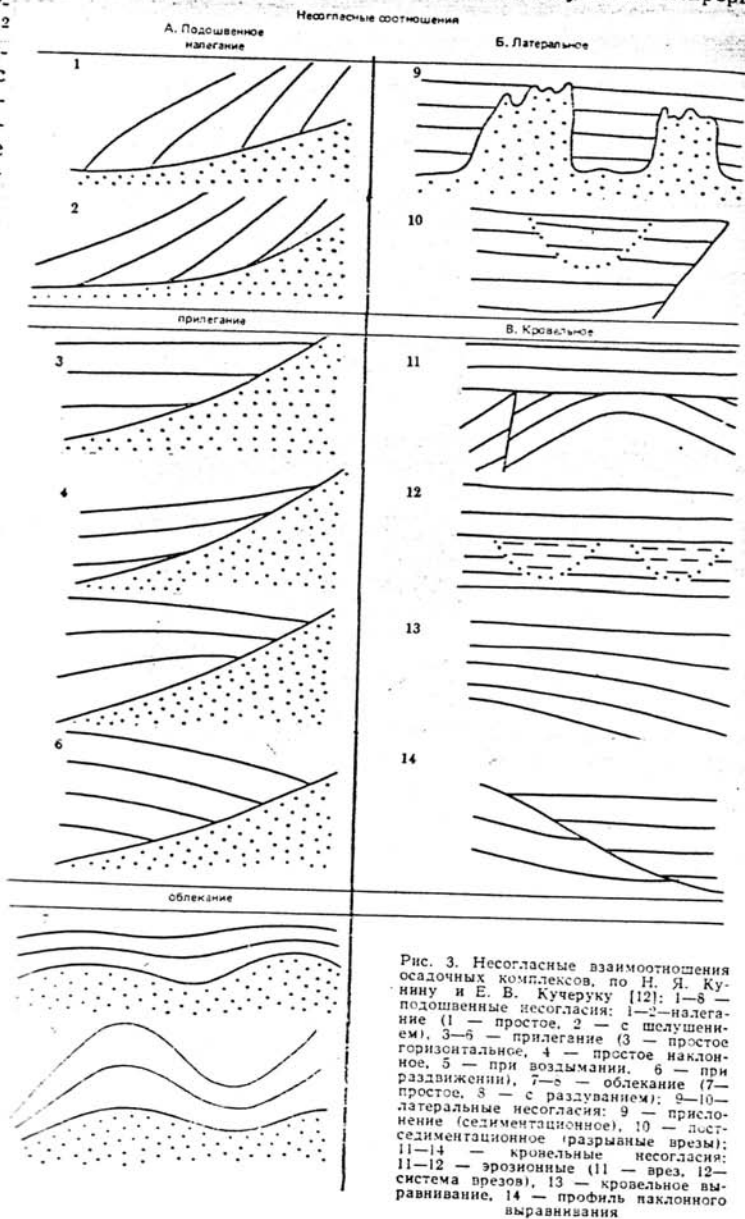 Несогласные соотношения
А. Подошвенное
налегание
1
2
прилегание
3
4
6
облекание
Б. Латеральное
9
10
В. Кровельное
11
12
13
14
Рис. 3. Несогласные взаимоотношения
осадочных комплексов, по Н. Я. Ку-
нину и Е. В. Кучеруку [12]: 1—8 —
подошвенные несогласия: 1—2—налега-
ние (1 — простое, 2 — с шелушени-
ем), 3—6 — прилегание (3 — простое
горизонтальное, 4 — простое наклон-
ное, 5 — при воздымании, 6 — при
раздвижении), 7—8 — облекание (7—
простое, 8 — с раздуванием); 9—10—
латеральные несогласия: 9 — присло-
нение (седиментационное), 10 — пост-
седиментационное (разрывные врезы);
11—14 — кровельные несогласия:
11—12 — эрозионные (11 — врез, 12—
система врезов), 13 — кровельное вы-
равнивание, 14 — профиль наклонного
выравнивания